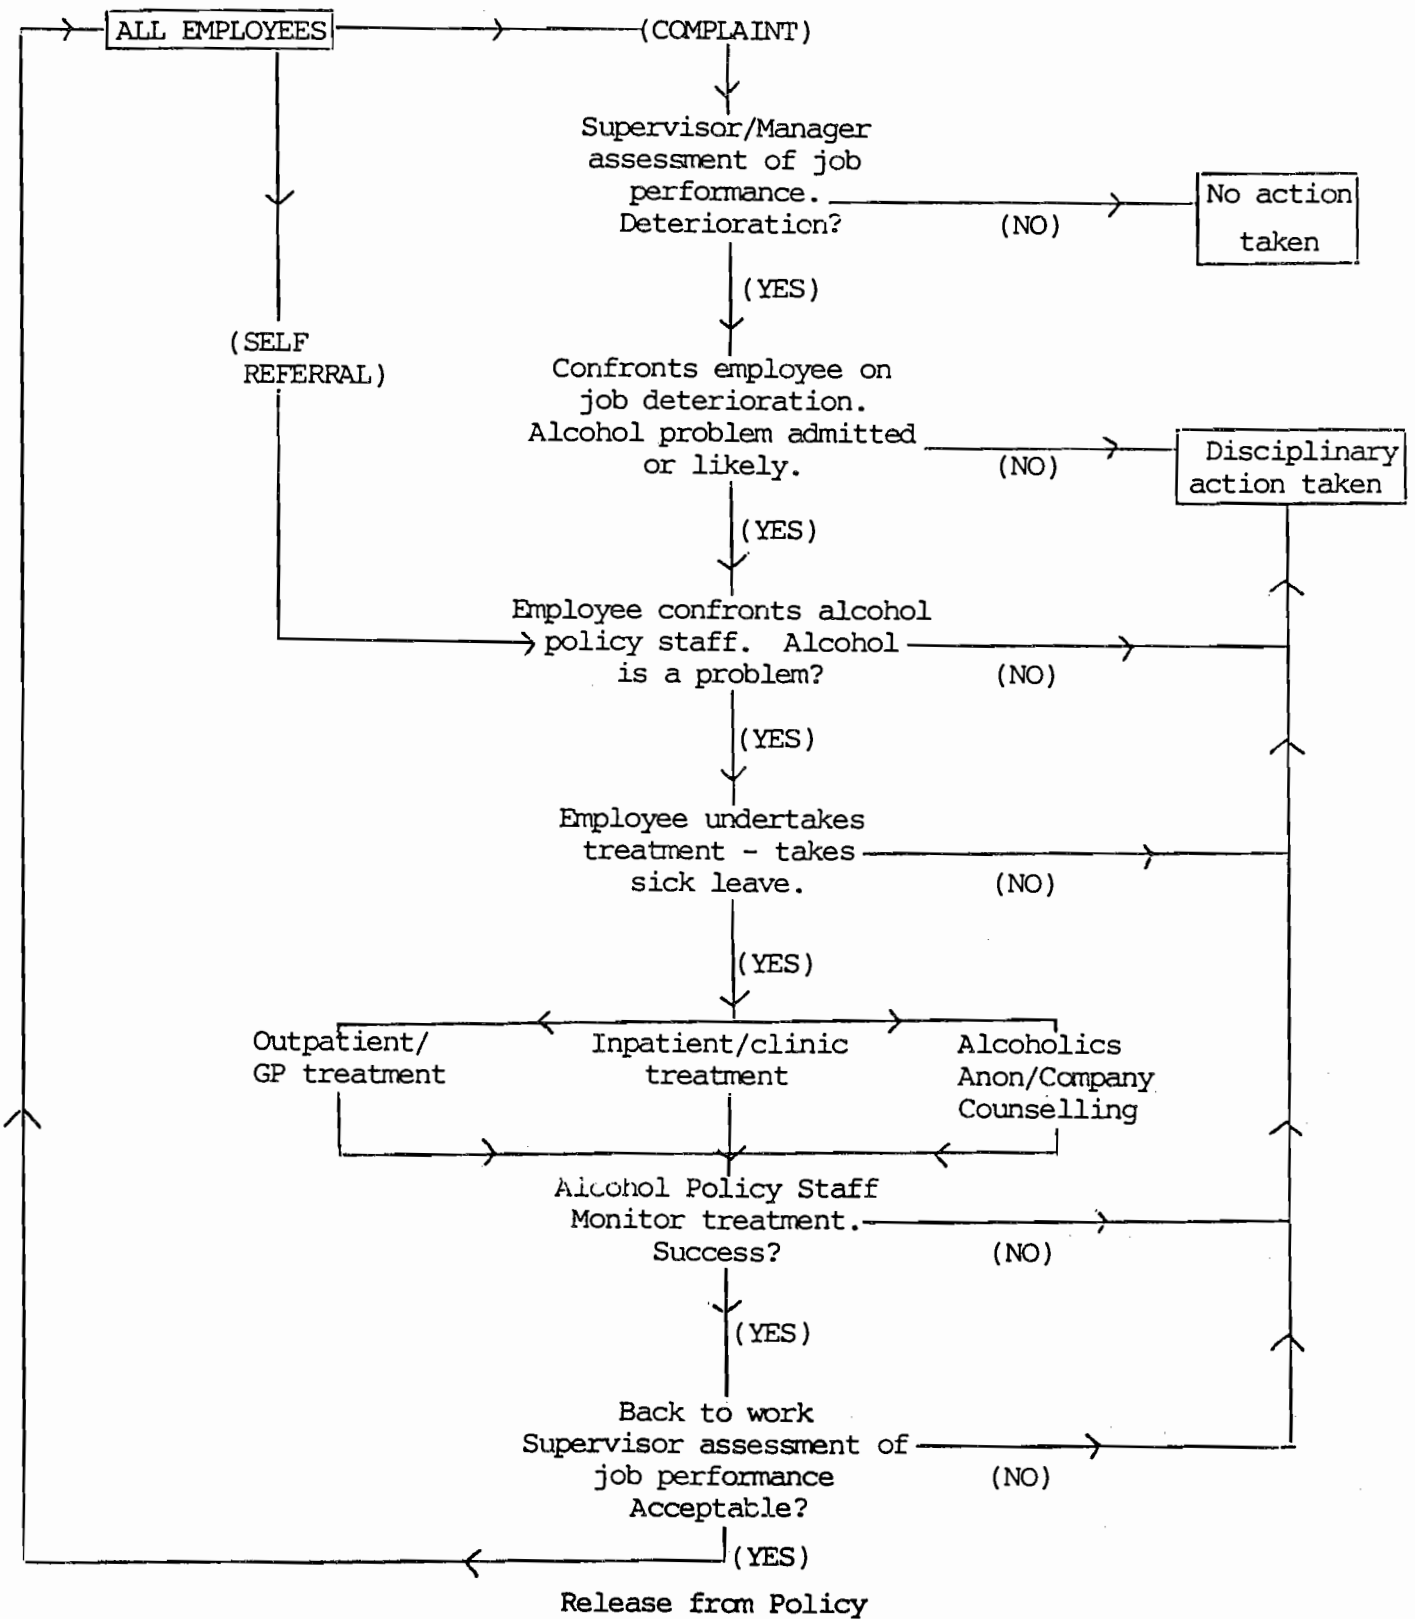 ALL EMPLOYEES
(COMPLAINT)
Supervisor/Manager
assessment of job
performance.
Deterioration?
(NO)
No action
taken
(YES)
(SELF
REFERRAL)
Confronts employee on
job deterioration.
Alcohol problem admitted
or likely.
(NO)
Disciplinary
action taken
(YES)
Employee confronts alcohol
policy staff. Alcohol
is a problem?
(NO)
(YES)
Employee undertakes
treatment - takes
sick leave.
(NO)
(YES)
Outpatient/
GP treatment
Inpatient/clinic
treatment
Alcoholics
Anon/Company
Counselling
Alcohol Policy Staff
Monitor treatment.
Success?
(NO)
(YES)
Back to work
Supervisor assessment of
job performance
Acceptable?
(NO)
(YES)
Release from Policy